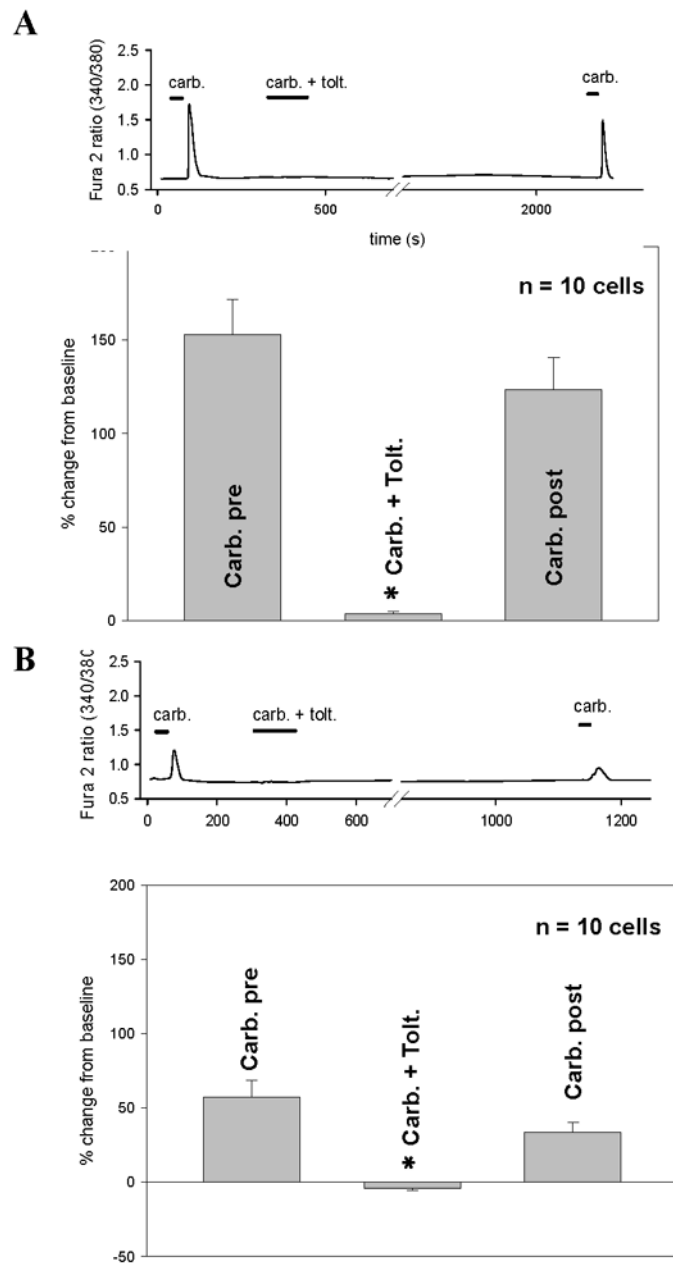 A
Fura 2 ratio (340/380)
2.5
2.0
1.5
1.0
0.5
carb.
carb. + tolt.
carb.
0
500
2000
time (s)
% change from baseline
150
100
50
0
n = 10 cells
Carb. pre
* Carb. + Tolt.
Carb. post
B
Fura 2 ratio (340/38
2.5
2.0
1.5
1.0
0.5
carb.
carb. + tolt.
carb.
0
200
400
600
1000
1200
% change from baseline
200
150
100
50
0
-50
n = 10 cells
Carb. pre
* Carb. + Tolt.
Carb. post